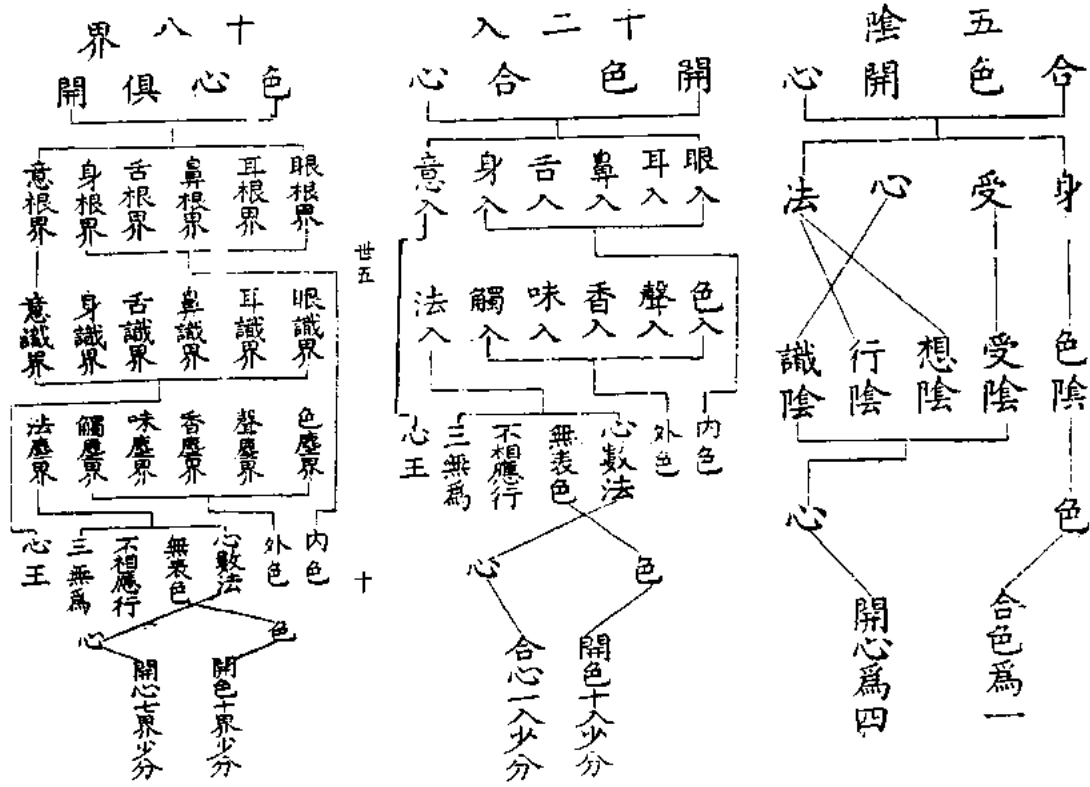 五陰
合色開心
身
受
心
法
色陰
受陰
想陰
行陰
識陰
色
心
合色為一
開心為四
十二入
開色合心
眼入
耳入
鼻入
舌入
身入
意入
色入
聲入
香入
味入
觸入
法入
内色
外色
心數法
無表色
不相應行
三無為
心王
色
心
開色十入少分
合心一入少分
卋五
十
十八界
色心俱開
眼根界
耳根界
鼻根界
舌根界
身根界
意根界
眼識界
耳識界
鼻識界
舌識界
身識界
意識界
色塵界
聲塵界
香塵界
味塵界
觸塵界
法塵界
内色
外色
心數法
無表色
不相應行
三無為
心王
色
心
開色十界少分
開心七界少分